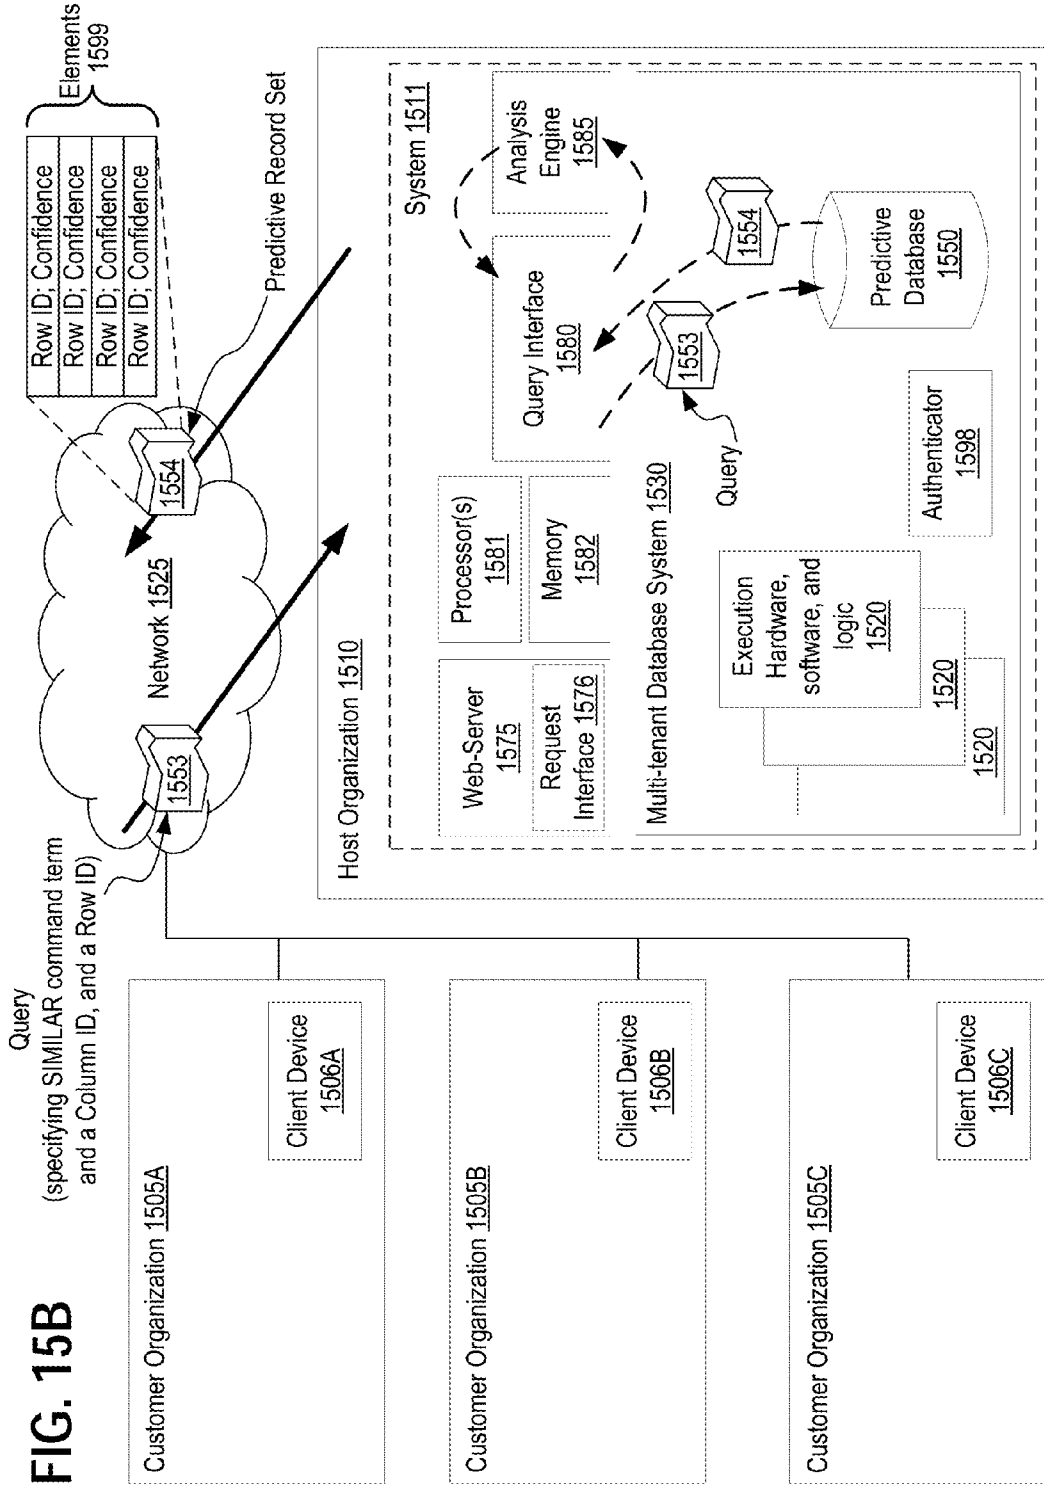 FIG. 15B
Query
(specifying SIMILAR command term
and a Column ID, and a Row ID)
1553
Network 1525
1554
Row ID; Confidence
Row ID; Confidence
Row ID; Confidence
Row ID; Confidence
Elements
1599
Predictive Record Set
Customer Organization 1505A
Client Device
1506A
Customer Organization 1505B
Client Device
1506B
Customer Organization 1505C
Client Device
1506C
Host Organization 1510
System 1511
Web-Server
1575
Request
Interface 1576
Processor(s)
1581
Memory
1582
Query Interface
1580
Analysis
Engine
1585
Multi-tenant Database System 1530
Query
1553
1554
Execution
Hardware,
software, and
logic
1520
1520
1520
Authenticator
1598
Predictive
Database
1550